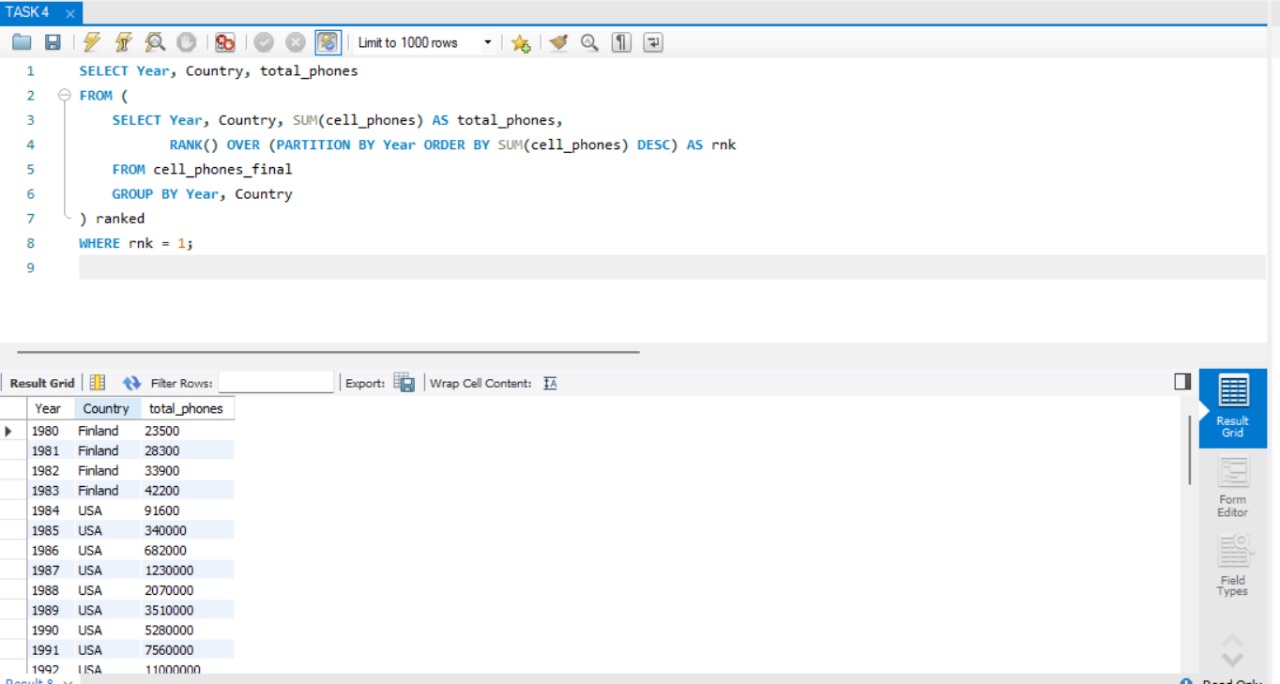 TASK 4
Limit to 1000 rows
1 SELECT Year, Country, total_phones
2 FROM (
3 SELECT Year, Country, SUM(cell_phones) AS total_phones,
4 RANK() OVER (PARTITION BY Year ORDER BY SUM(cell_phones) DESC) AS rnk
5 FROM cell_phones_final
6 GROUP BY Year, Country
7 ) ranked
8 WHERE rnk = 1;
9
Result Grid Filter Rows: Export: Wrap Cell Content: IA
Year Country total_phones
1980 Finland 23500
1981 Finland 28300
1982 Finland 33900
1983 Finland 42200
1984 USA 91600
1985 USA 340000
1986 USA 682000
1987 USA 1230000
1988 USA 2070000
1989 USA 3510000
1990 USA 5280000
1991 USA 7560000
1992 USA 11000000
Result Grid
Form Editor
Field Types
Result 8
Read Only